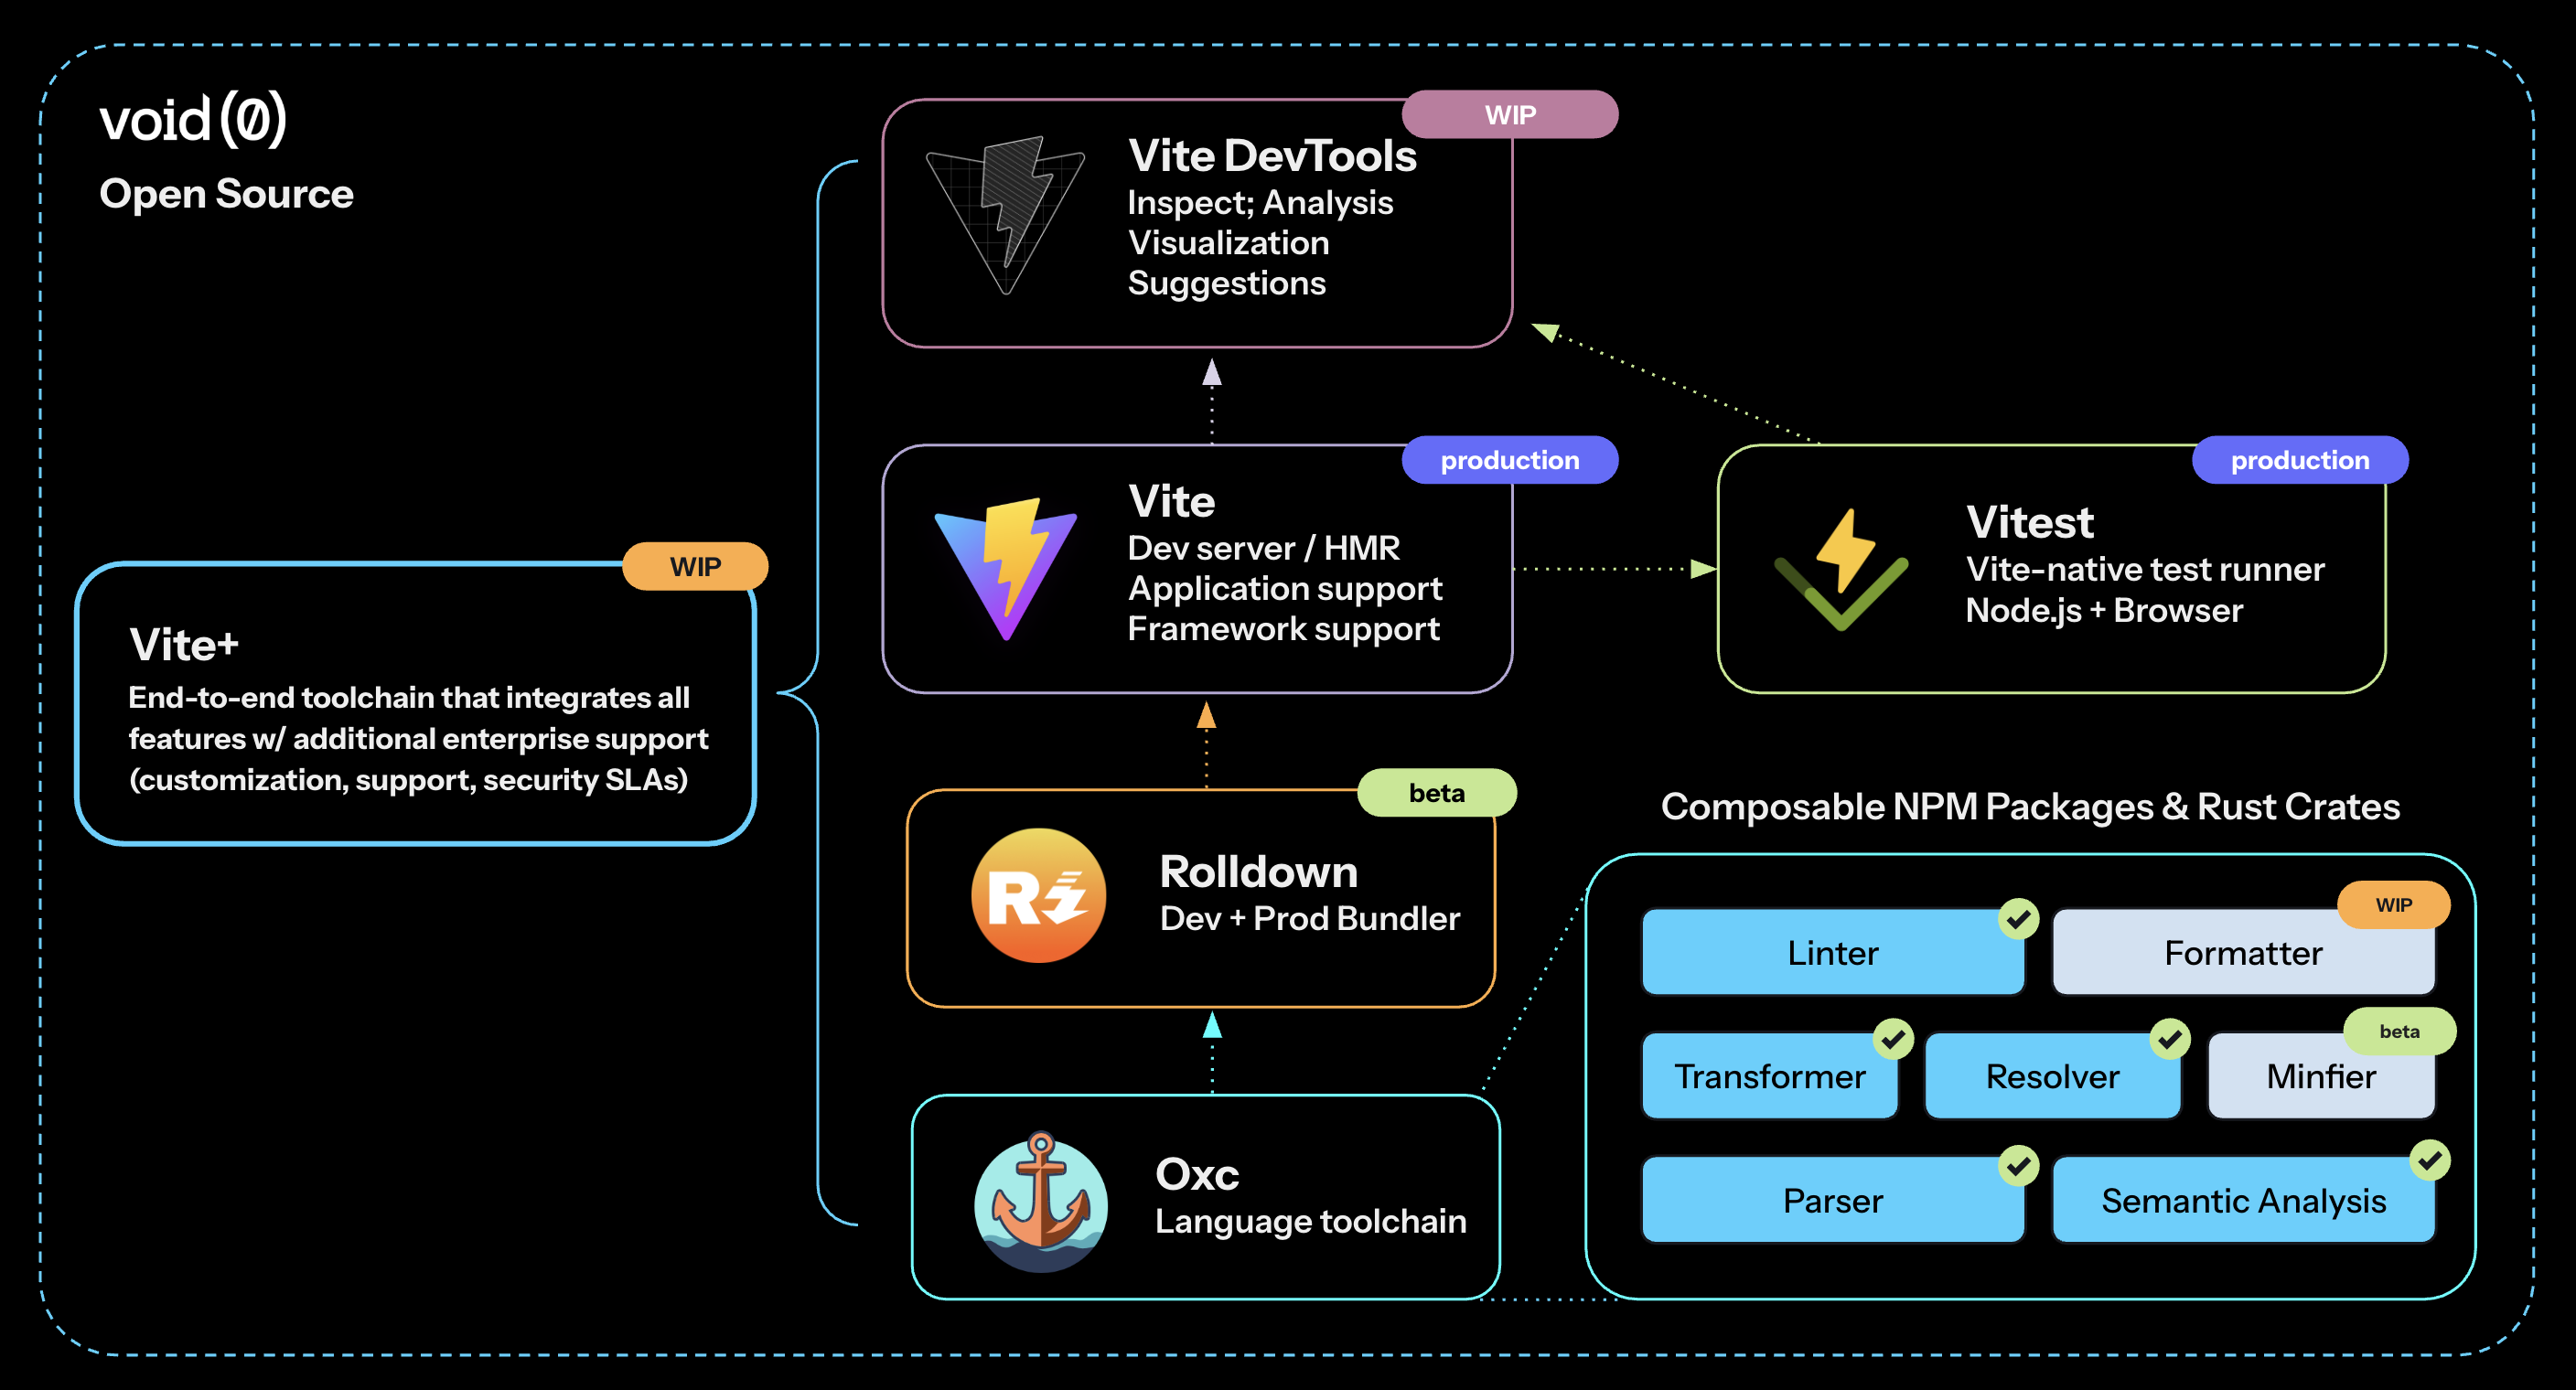 void(0)
Open Source
WIP
Vite DevTools
Inspect; Analysis
Visualization
Suggestions
production
Vite
Dev server / HMR
Application support
Framework support
production
Vitest
Vite-native test runner
Node.js + Browser
WIP
Vite+
End-to-end toolchain that integrates all
features w/ additional enterprise support
(customization, support, security SLAs)
beta
Rolldown
Dev + Prod Bundler
R
Oxc
Language toolchain
Composable NPM Packages & Rust Crates
Linter
WIP
Formatter
Transformer
Resolver
beta
Minfier
Parser
Semantic Analysis